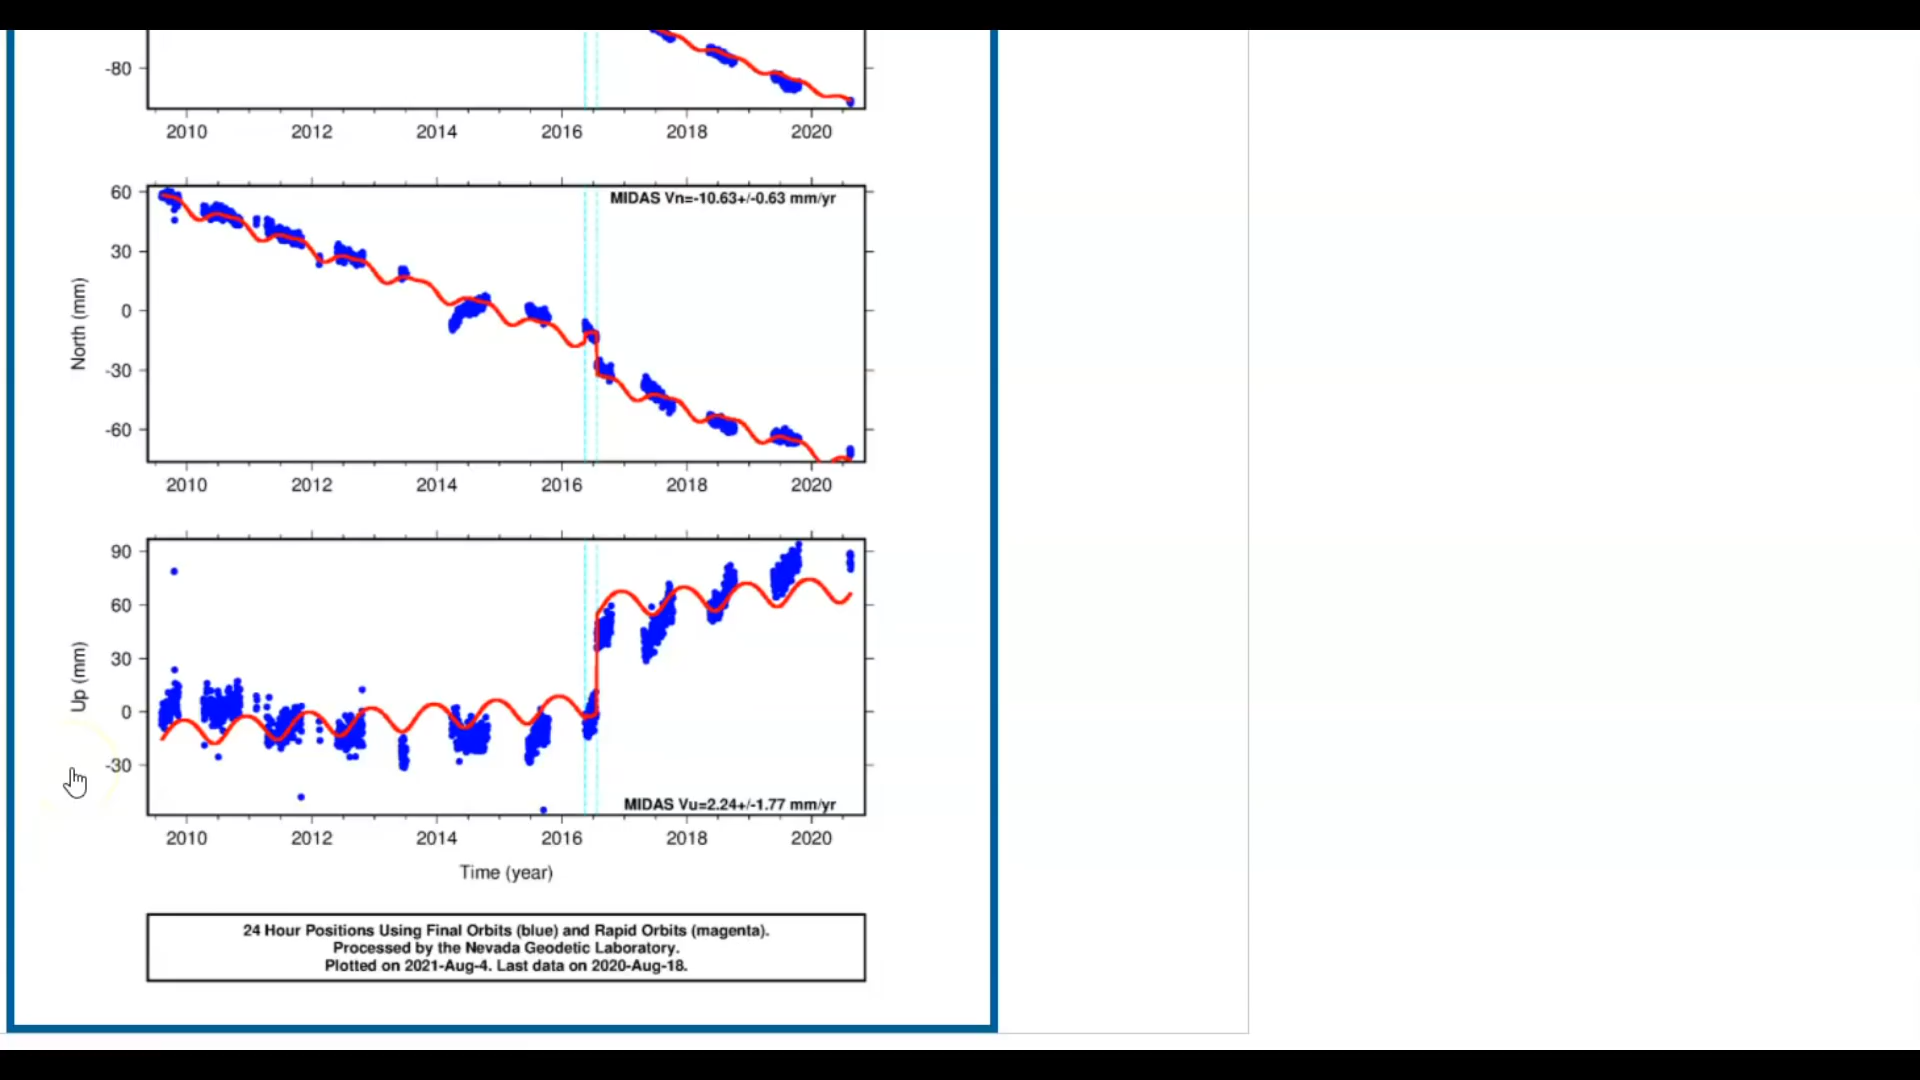 -80
2010 2012 2014 2016 2018 2020
MIDAS Vn=-10.63+/-0.63 mm/yr
60
30
0
-30
-60
North (mm)
2010 2012 2014 2016 2018 2020
90
60
30
0
-30
Up (mm)
MIDAS Vu=2.24+/-1.77 mm/yr
2010 2012 2014 2016 2018 2020
Time (year)
24 Hour Positions Using Final Orbits (blue) and Rapid Orbits (magenta).
Processed by the Nevada Geodetic Laboratory.
Plotted on 2021-Aug-4. Last data on 2020-Aug-18.